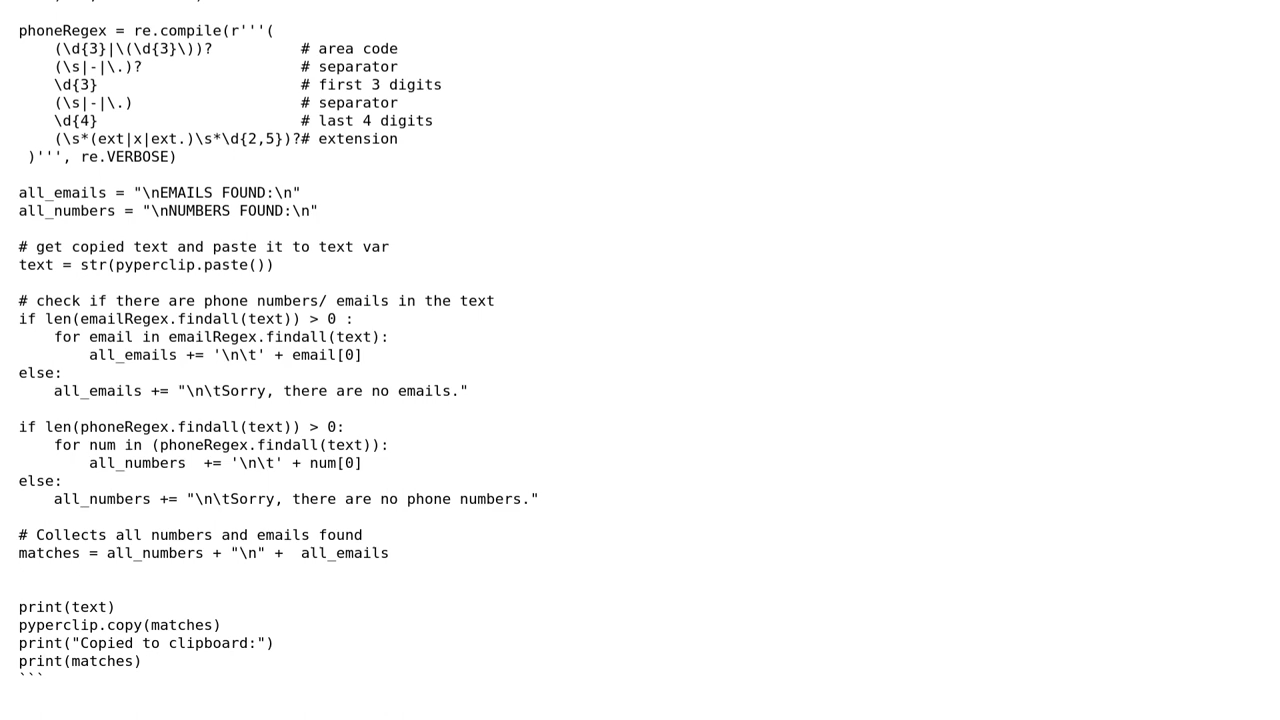 phoneRegex = re.compile(r'''(
    (\d{3}|\(\d{3}\))?          # area code
    (\s|-|\.)?                  # separator
    \d{3}                       # first 3 digits
    (\s|-|\.)                   # separator
    \d{4}                       # last 4 digits
    (\s*(ext|x|ext.)\s*\d{2,5})?# extension
 )''', re.VERBOSE)

all_emails = "\nEMAILS FOUND:\n"
all_numbers = "\nNUMBERS FOUND:\n"

# get copied text and paste it to text var
text = str(pyperclip.paste())

# check if there are phone numbers/ emails in the text
if len(emailRegex.findall(text)) > 0 :
    for email in emailRegex.findall(text):
        all_emails += '\n\t' + email[0]
else:
    all_emails += "\n\tSorry, there are no emails."

if len(phoneRegex.findall(text)) > 0:
    for num in (phoneRegex.findall(text)):
        all_numbers  += '\n\t' + num[0]
else:
    all_numbers += "\n\tSorry, there are no phone numbers."

# Collects all numbers and emails found
matches = all_numbers + "\n" +  all_emails


print(text)
pyperclip.copy(matches)
print("Copied to clipboard:")
print(matches)
```